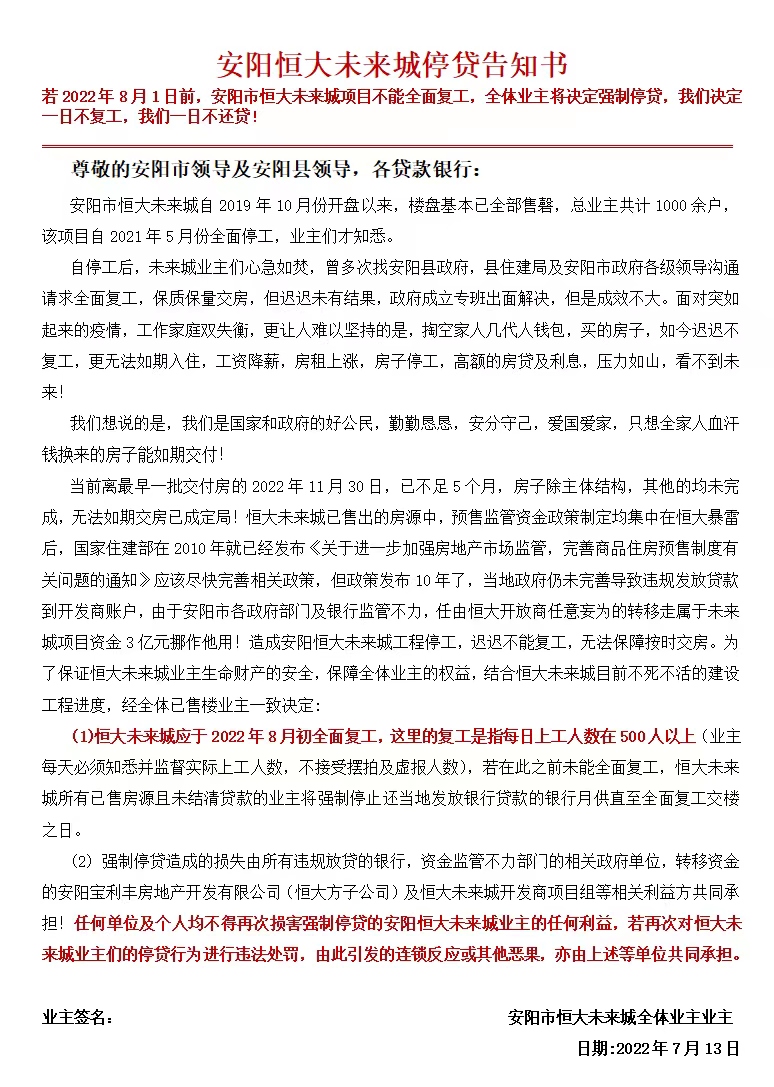 安阳恒大未来城停贷告知书
若2022年8月1日前，安阳市恒大未来城项目不能全面复工，全体业主将决定强制停贷，我们决定
一日不复工，我们一日不还贷！
尊敬的安阳市领导及安阳县领导，各贷款银行：
安阳市恒大未来城自2019年10月份开盘以来，楼盘基本已全部售罄，总业主共计1000余户，
该项目自2021年5月份全面停工，业主们才知悉。
自停工后，未来城业主们心急如焚，曾多次找安阳县政府，县住建局及安阳市政府各级领导沟通
请求全面复工，保质保量交房，但迟迟未有结果，政府成立专班出面解决，但是成效不大。面对突如
起来的疫情，工作家庭双失衡，更让人难以坚持的是，掏空家人几代人钱包，买的房子，如今迟迟不
复工，更无法如期入住，工资降薪，房租上涨，房子停工，高额的房贷及利息，压力如山，看不到未
来！
我们想说的是，我们是国家和政府的好公民，勤勤恳恳，安分守己，爱国爱家，只想全家人血汗
钱换来的房子能如期交付！
当前离最早一批交付房的2022年11月30日，已不足5个月，房子除主体结构，其他的均未完
成，无法如期交房已成定局！恒大未来城已售出的房源中，预售监管资金政策制定均集中在恒大暴雷
后，国家住建部在2010年就已经发布《关于进一步加强房地产市场监管，完善商品住房预售制度有
关问题的通知》应该尽快完善相关政策，但政策发布10年了，当地政府仍未完善导致违规发放贷款
到开发商账户，由于安阳市各政府部门及银行监管不力，任由恒大开放商任意妄为的转移走属于未来
城项目资金3亿元挪作他用！造成安阳恒大未来城工程停工，迟迟不能复工，无法保障按时交房。为
了保证恒大未来城业主生命财产的安全，保障全体业主的权益，结合恒大未来城目前不死不活的建设
工程进度，经全体已售楼业主一致决定：
(1)恒大未来城应于2022年8月初全面复工，这里的复工是指每日上工人数在500人以上（业主
每天必须知悉并监督实际上工人数，不接受摆拍及虚报人数），若在此之前未能全面复工，恒大未来
城所有已售房源且未结清贷款的业主将强制停止还当地发放银行贷款的银行月供直至全面复工交楼
之日。
(2) 强制停贷造成的损失由所有违规放贷的银行，资金监管不力部门的相关政府单位，转移资金
的安阳宝利丰房地产开发有限公司（恒大方子公司）及恒大未来城开发商项目组等相关利益方共同承
担！任何单位及个人均不得再次损害强制停贷的安阳恒大未来城业主的任何利益，若再次对恒大未
来城业主们的停贷行为进行违法处罚，由此引发的连锁反应或其他恶果，亦由上述等单位共同承担。
业主签名： 安阳市恒大未来城全体业主业主
日期:2022年7月13日